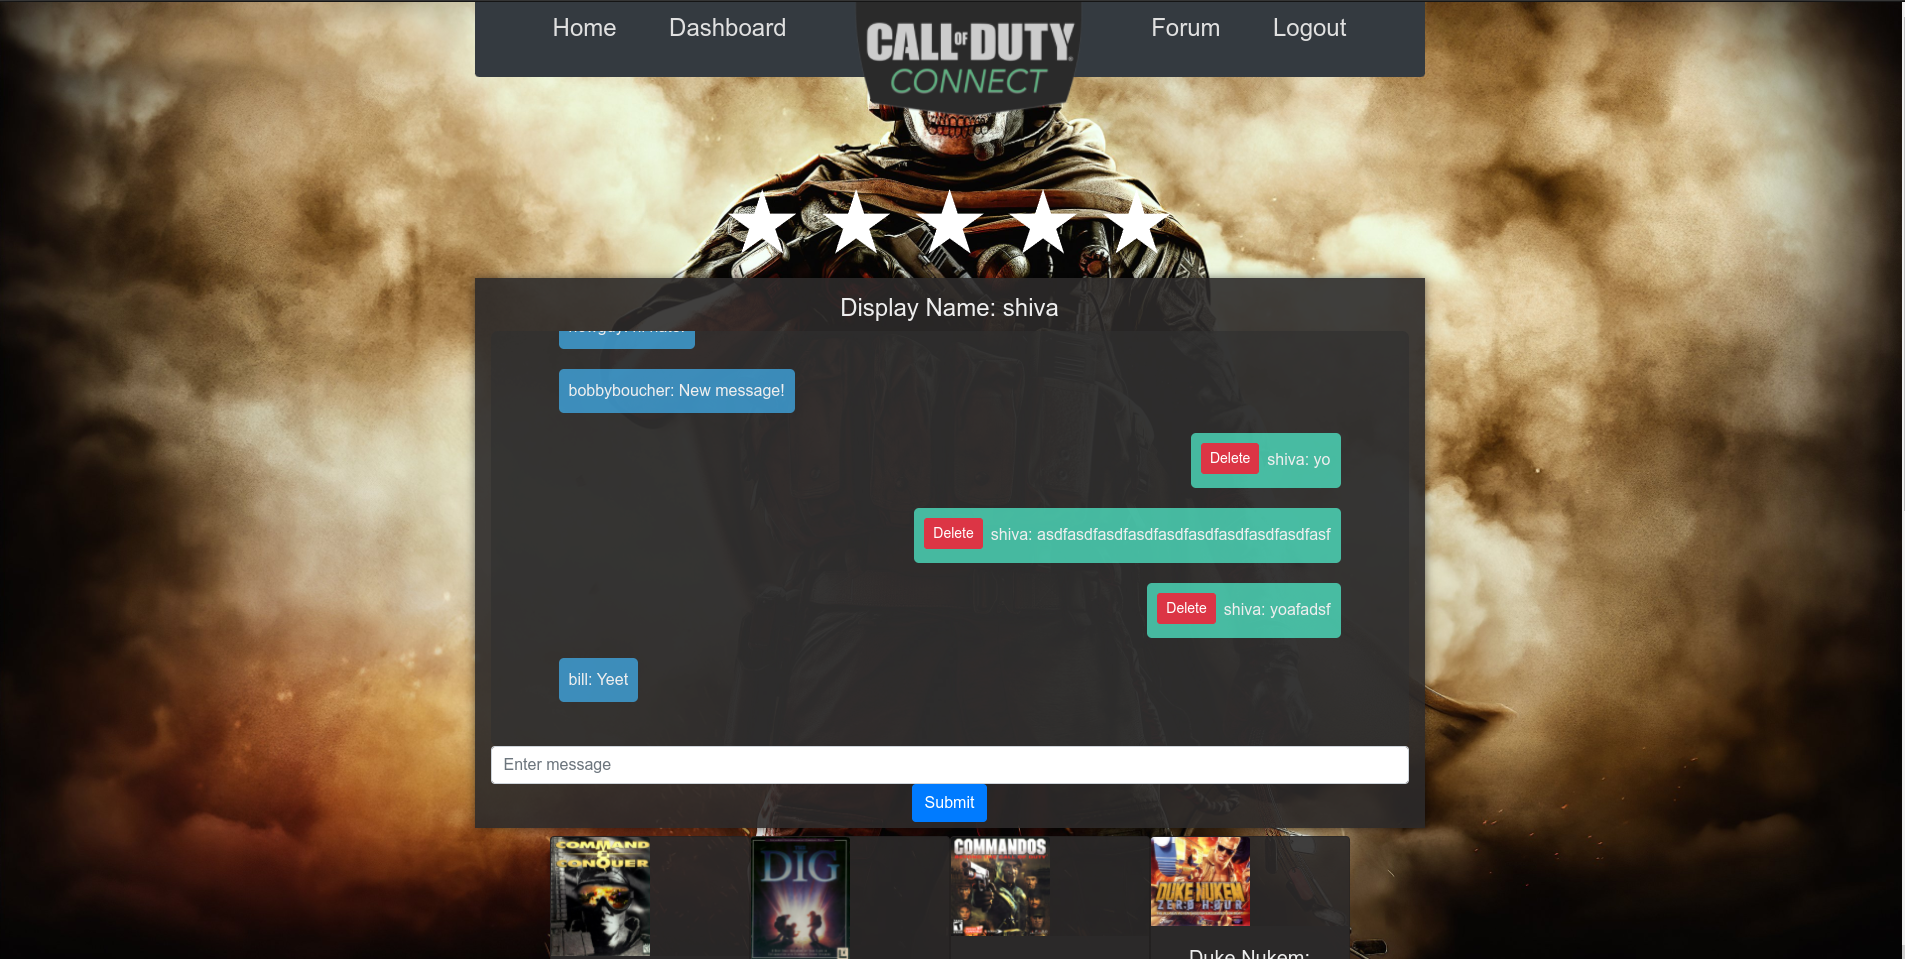 Home Dashboard Forum Logout
CALL OF DUTY
CONNECT
Display Name: shiva
bobbyboucher: New message!
Delete shiva: yo
Delete shiva: asdfasdfasdfasdfasdfasdfasdfasdfasdfasf
Delete shiva: yoafadsf
bill: Yeet
Enter message
Submit
COMMAND
& CONQUER
THE DIG
COMMANDOS
DUKE NUKEM
ZERO HOUR
Duke Nukem: